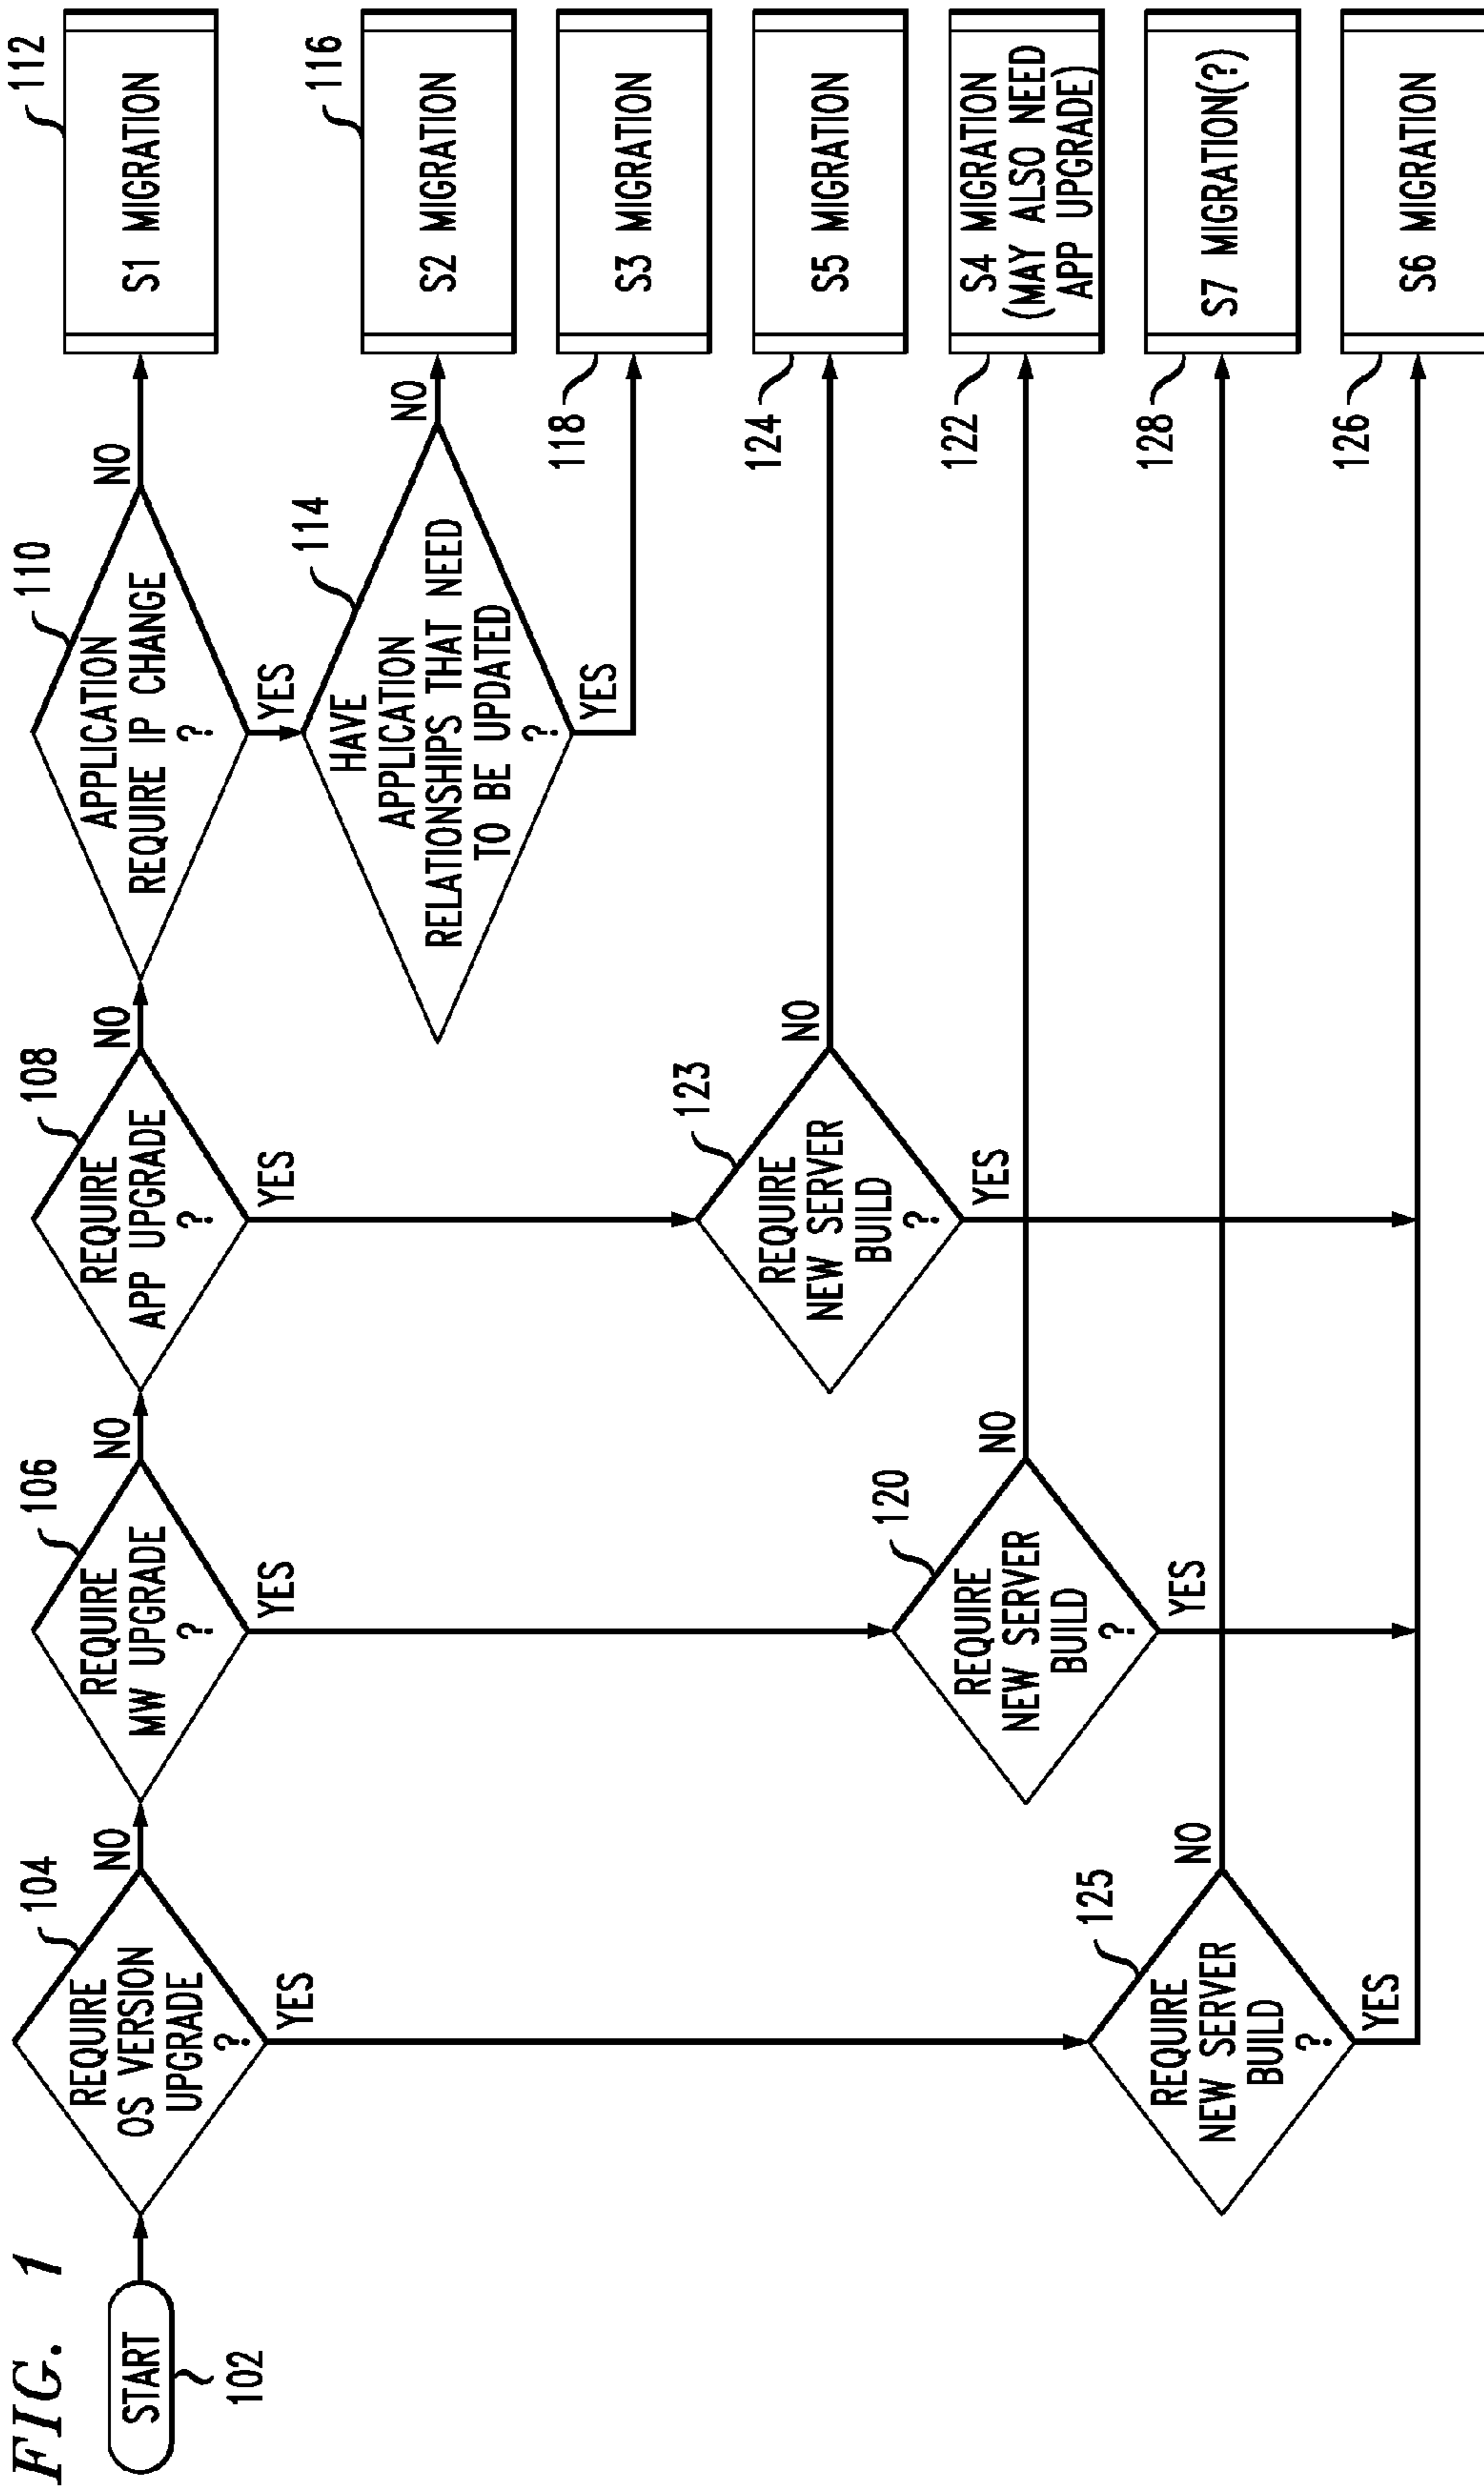 FIG. 1
START
102
REQUIRE
OS VERSION
UPGRADE
?
104
NO
YES
REQUIRE
MW UPGRADE
?
106
NO
YES
REQUIRE
APP UPGRADE
?
108
NO
YES
APPLICATION
REQUIRE IP CHANGE
?
110
NO
YES
S1 MIGRATION
112
HAVE
APPLICATION
RELATIONSHIPS THAT NEED
TO BE UPDATED
?
114
NO
YES
S2 MIGRATION
116
S3 MIGRATION
118
REQUIRE
NEW SERVER
BUILD
?
123
NO
YES
S5 MIGRATION
124
REQUIRE
NEW SERVER
BUILD
?
120
NO
YES
S4 MIGRATION
(MAY ALSO NEED
APP UPGRADE)
122
REQUIRE
NEW SERVER
BUILD
?
125
NO
YES
S7 MIGRATION(?)
128
S6 MIGRATION
126